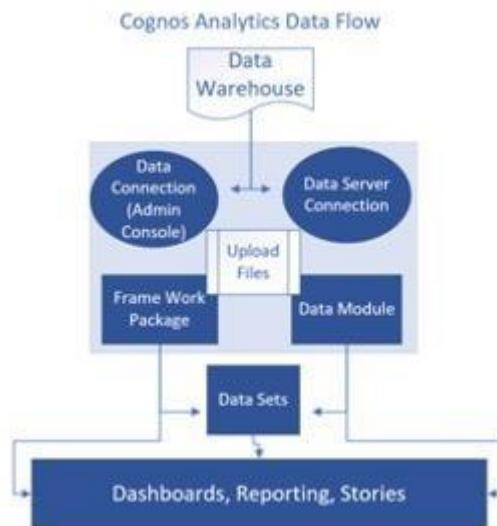 Cognos Analytics Data Flow
Data
Warehouse
Data
Connection
(Admin
Console)
Data Server
Connection
Upload
Files
Frame Work
Package
Data Module
Data Sets
Dashboards, Reporting, Stories